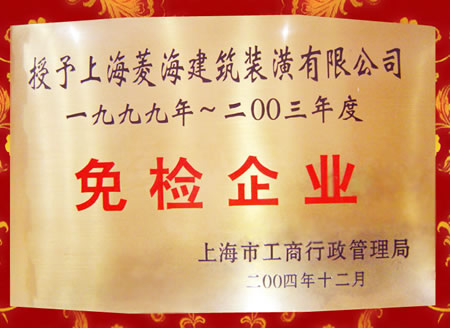 授予上海菱海建筑装潢有限公司
一九九九年～二00三年度
免检企业
上海市工商行政管理局
二00四年十二月